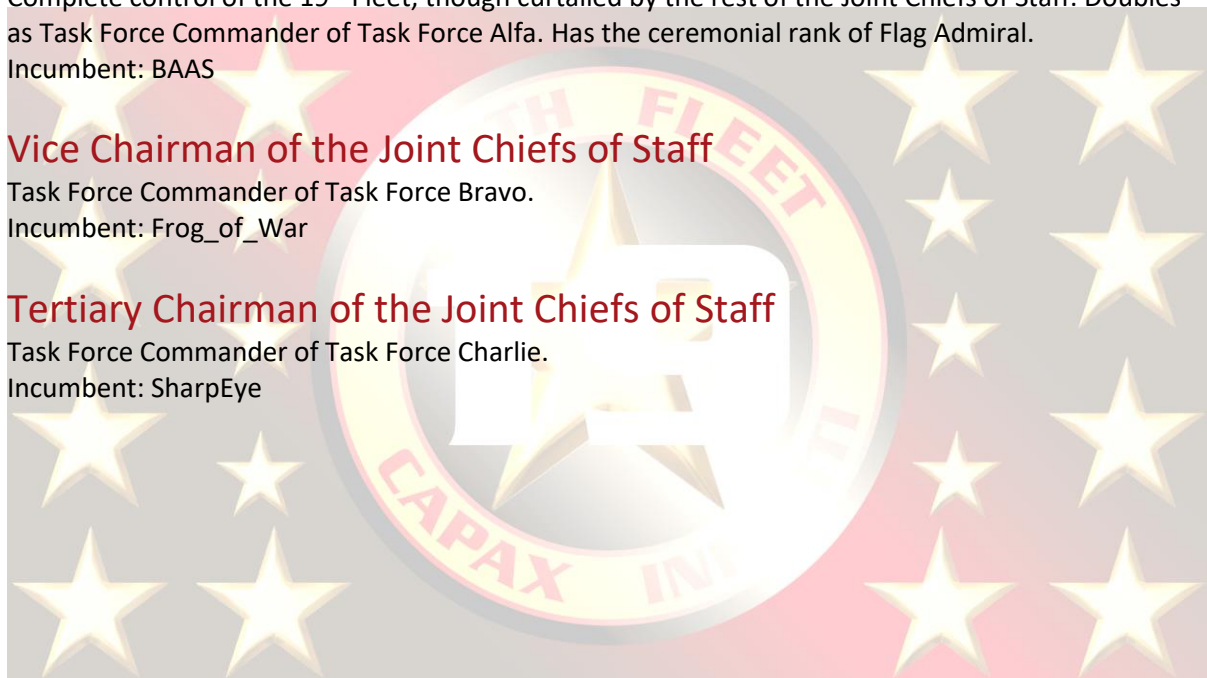 Complete control of the 19th Fleet, though curtailed by the rest of the Joint Chiefs of Staff. Doubles
as Task Force Commander of Task Force Alfa. Has the ceremonial rank of Flag Admiral.
Incumbent: BAAS
Vice Chairman of the Joint Chiefs of Staff
Task Force Commander of Task Force Bravo.
Incumbent: Frog_of_War
Tertiary Chairman of the Joint Chiefs of Staff
Task Force Commander of Task Force Charlie.
Incumbent: SharpEye
TH FLEET
19
CAPAX